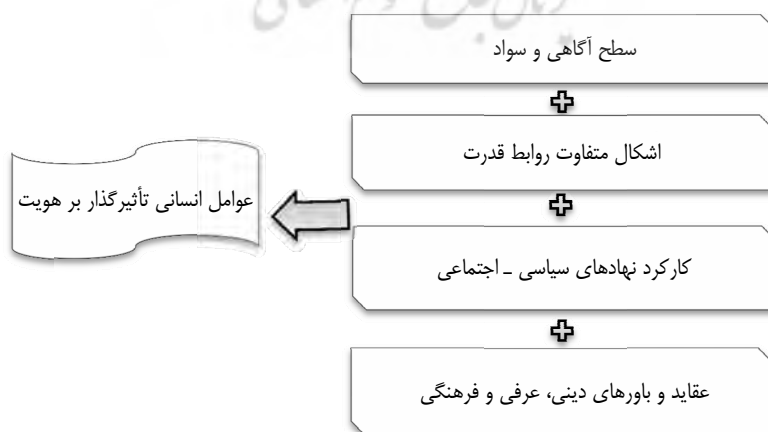 سطح آگاهی و سواد
اشکال متفاوت روابط قدرت
عوامل انسانی تأثیرگذار بر هویت
کارکرد نهادهای سیاسی ـ اجتماعی
عقاید و باورهای دینی، عرفی و فرهنگی